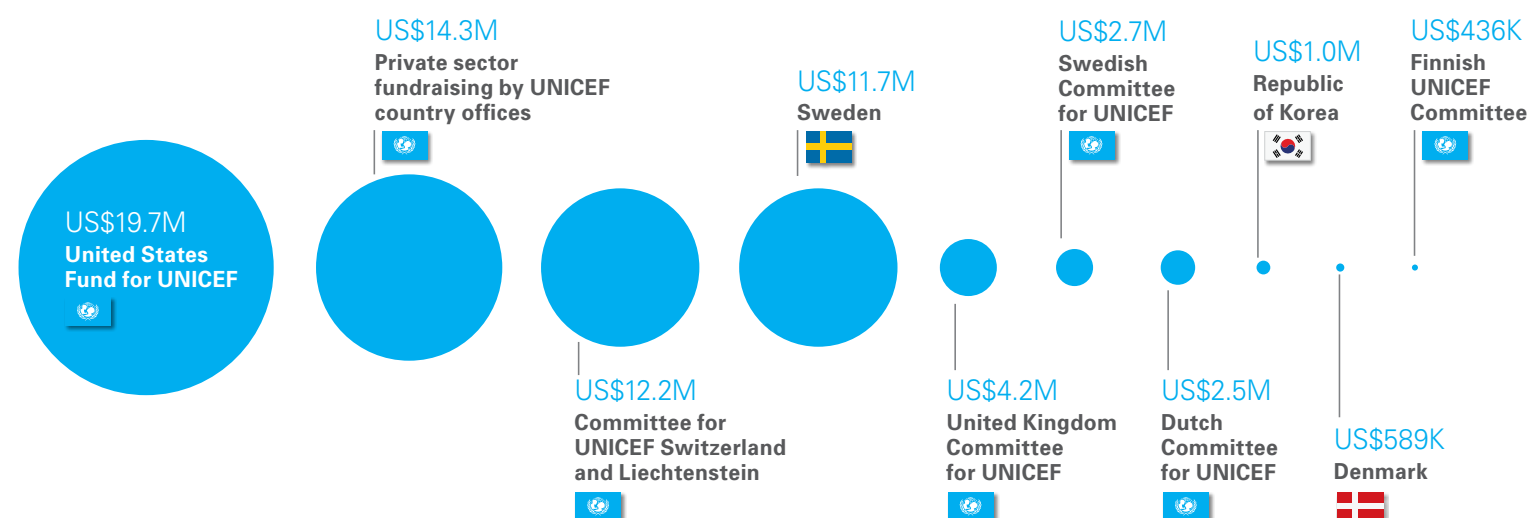 US$19.7M
United States
Fund for UNICEF
US$14.3M
Private sector
fundraising by UNICEF
country offices
US$12.2M
Committee for
UNICEF Switzerland
and Liechtenstein
US$11.7M
Sweden
US$4.2M
United Kingdom
Committee
for UNICEF
US$2.7M
Swedish
Committee
for UNICEF
US$2.5M
Dutch
Committee
for UNICEF
US$1.0M
Republic
of Korea
US$589K
Denmark
US$436K
Finnish
UNICEF
Committee